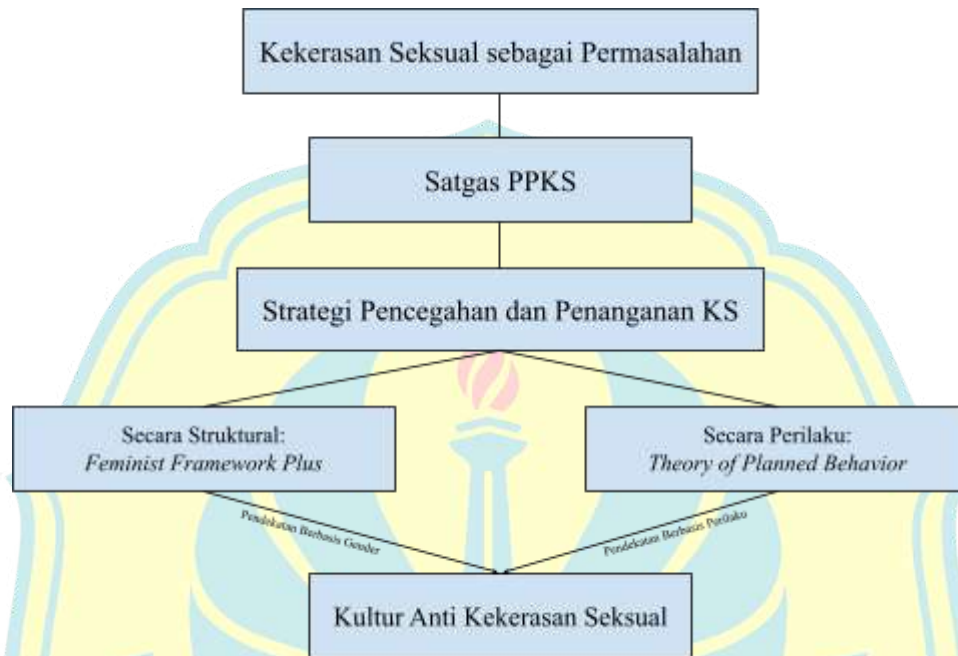 Kekerasan Seksual sebagai Permasalahan
Satgas PPKS
Strategi Pencegahan dan Penanganan KS
Secara Struktural:
Feminist Framework Plus
Secara Perilaku:
Theory of Planned Behavior
Pendekatan Berbasis Gender
Pendekatan Berbasis Perilaku
Kultur Anti Kekerasan Seksual